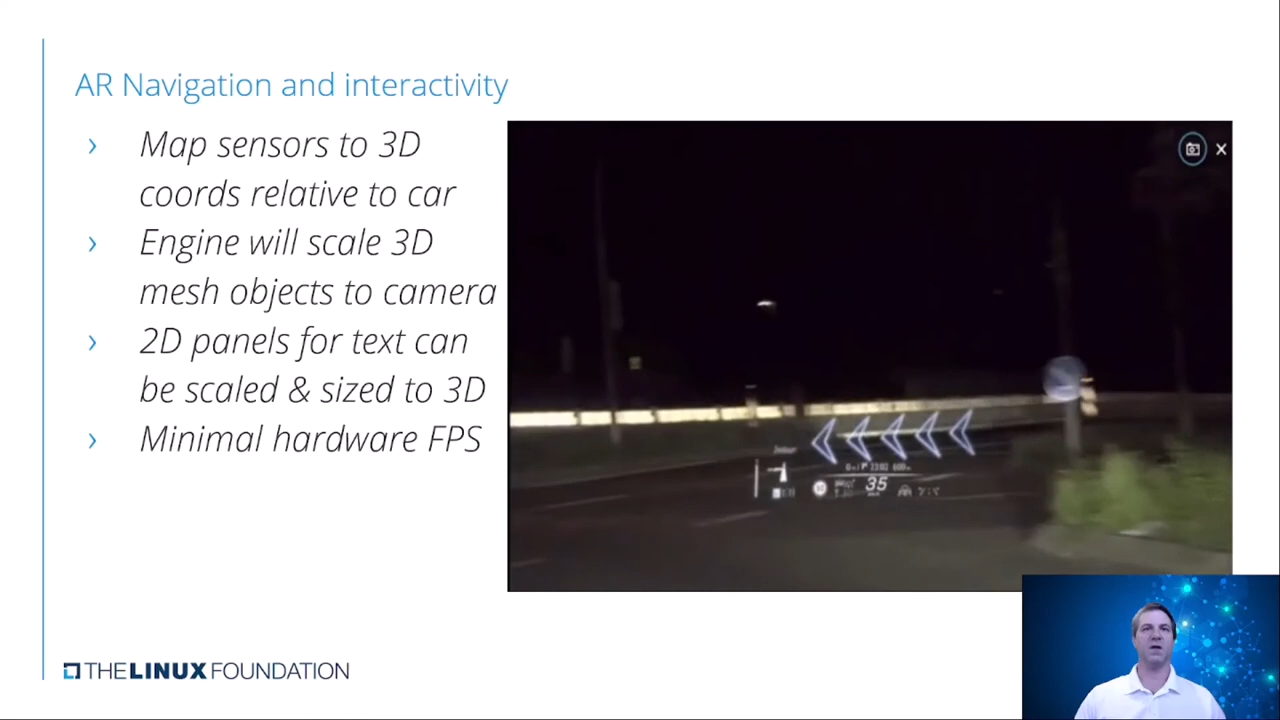 AR Navigation and interactivity
› Map sensors to 3D
coords relative to car
› Engine will scale 3D
mesh objects to camera
› 2D panels for text can
be scaled & sized to 3D
› Minimal hardware FPS
35
THE LINUX FOUNDATION